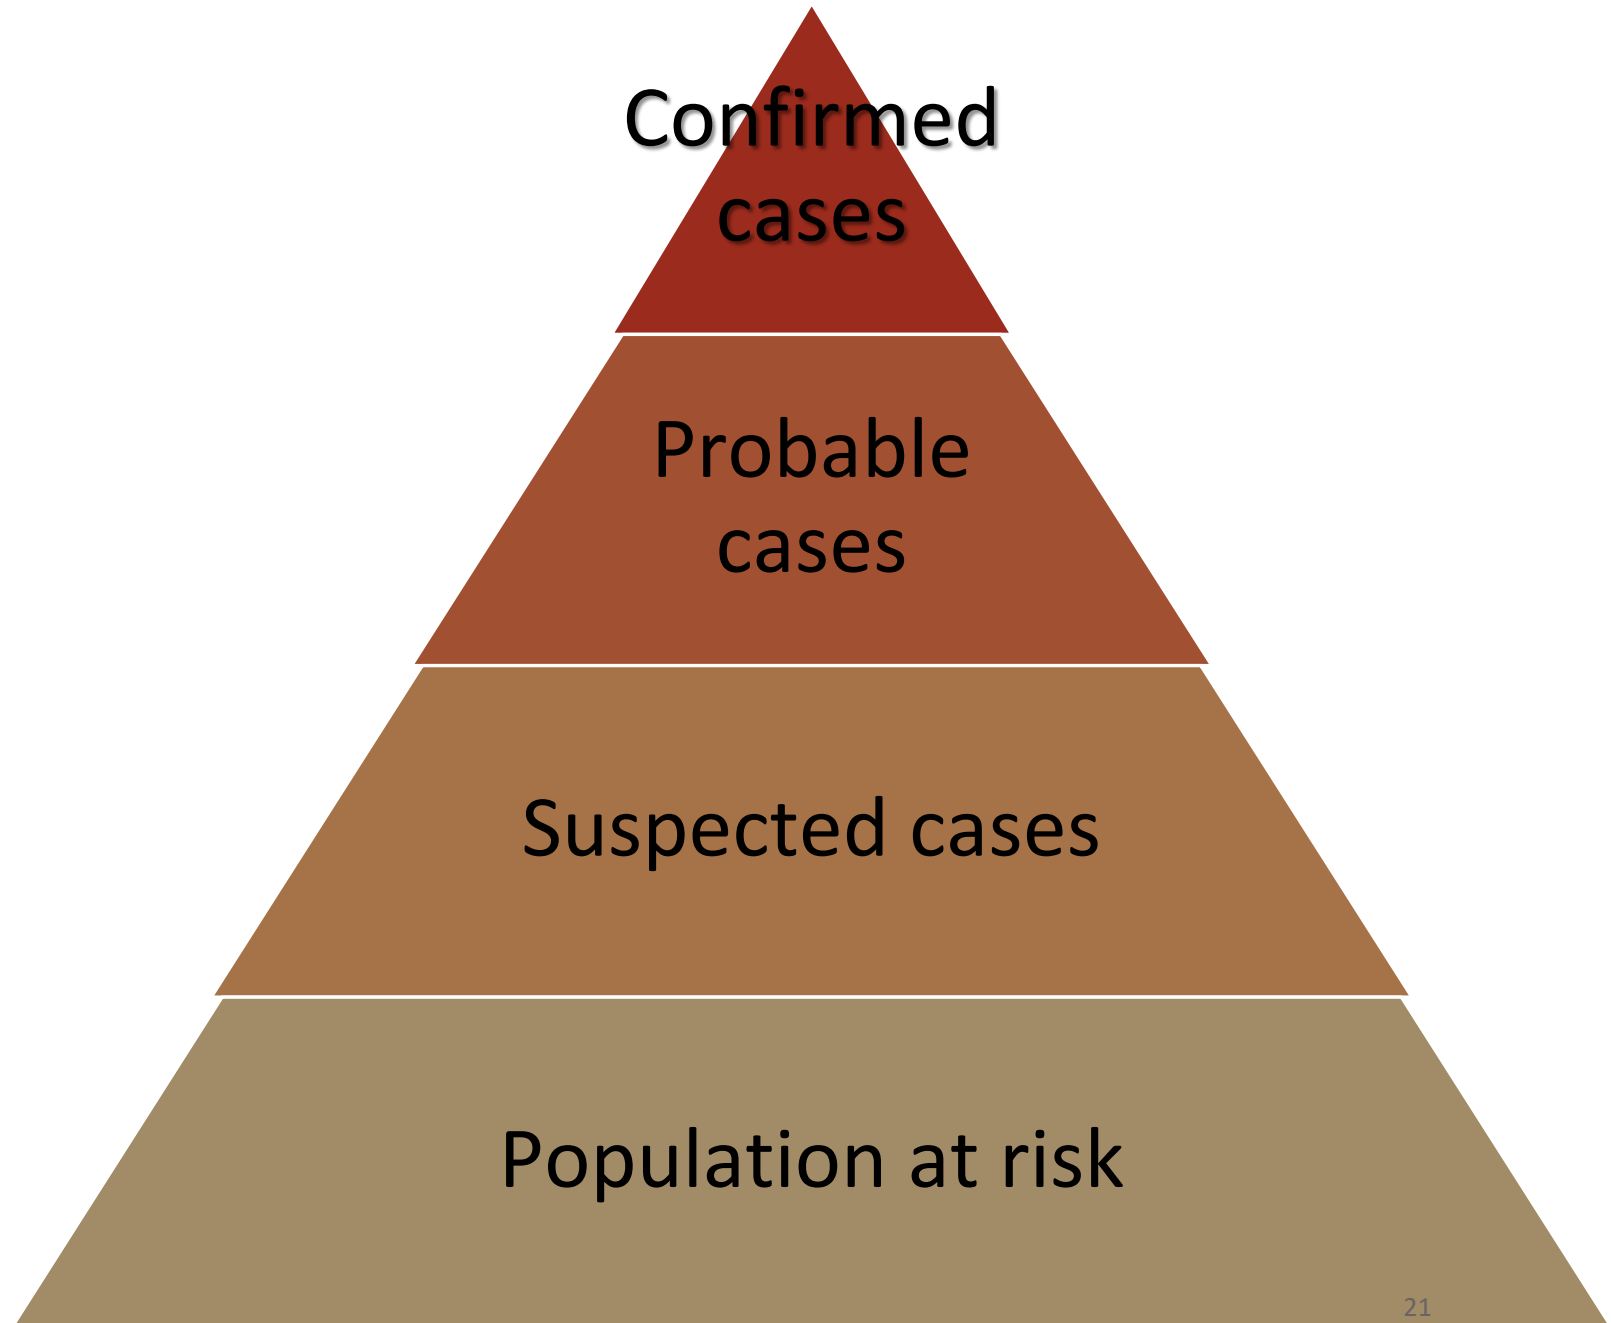 Confirmed
cases
Probable
cases
Suspected cases
Population at risk
21